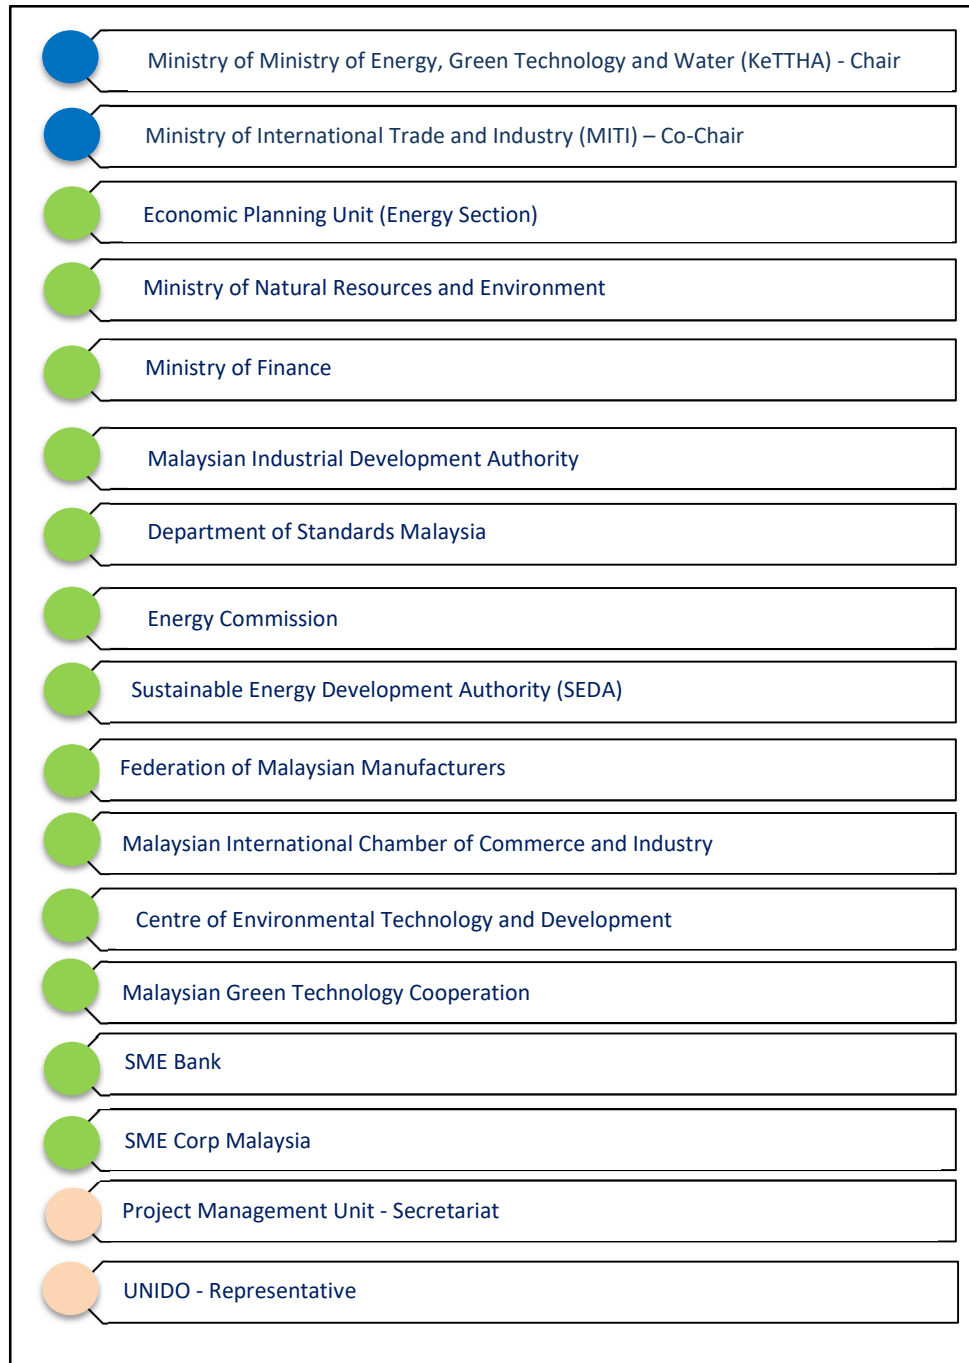 Ministry of Ministry of Energy, Green Technology and Water (KeTTHA) - Chair
Ministry of International Trade and Industry (MITI) – Co-Chair
Economic Planning Unit (Energy Section)
Ministry of Natural Resources and Environment
Ministry of Finance
Malaysian Industrial Development Authority
Department of Standards Malaysia
Energy Commission
Sustainable Energy Development Authority (SEDA)
Federation of Malaysian Manufacturers
Malaysian International Chamber of Commerce and Industry
Centre of Environmental Technology and Development
Malaysian Green Technology Cooperation
SME Bank
SME Corp Malaysia
Project Management Unit - Secretariat
UNIDO - Representative